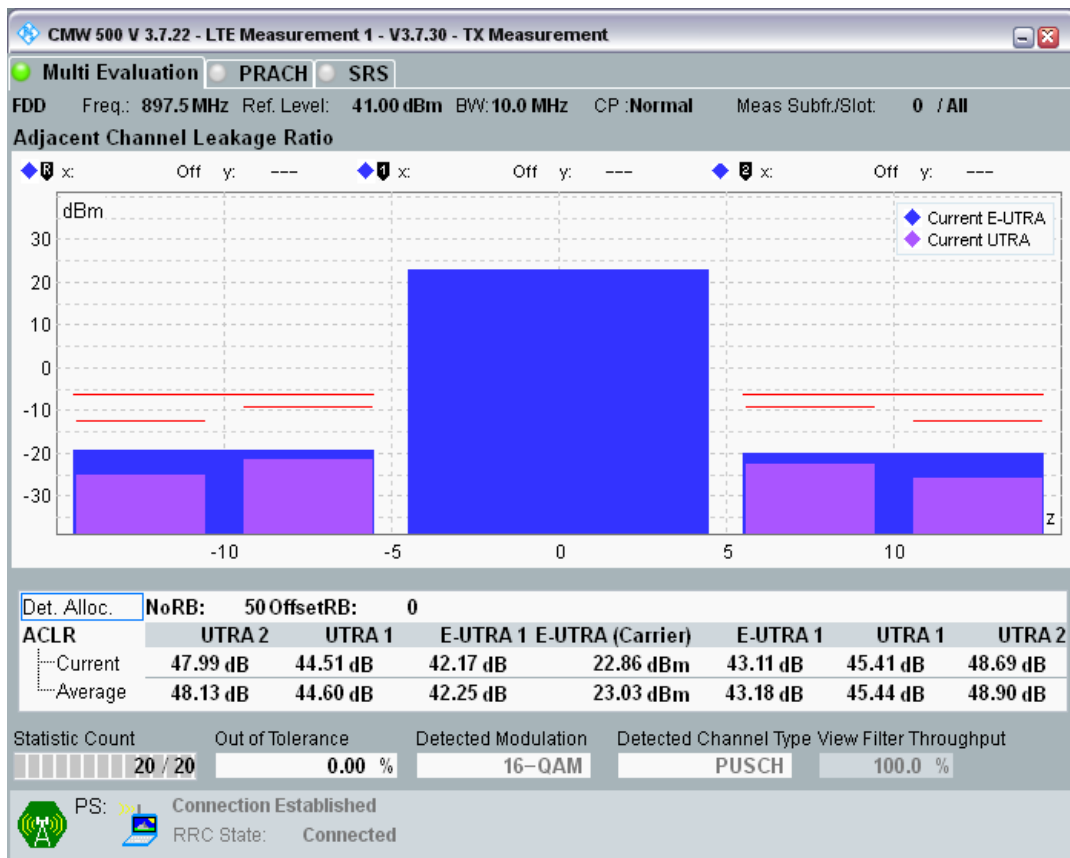 CMW 500 V 3.7.22 - LTE Measurement 1 - V3.7.30 - TX Measurement
Multi Evaluation PRACH SRS
FDD Freq.: 897.5 MHz Ref. Level: 41.00 dBm BW: 10.0 MHz CP :Normal Meas Subfr./Slot: 0 / All
Adjacent Channel Leakage Ratio
R x: Off y: --- 1 x: Off y: --- 2 x: Off y: ---
dBm
Current E-UTRA
Current UTRA
30
20
10
0
-10
-20
-30
z
-10 -5 0 5 10
Det. Alloc. NoRB: 50 OffsetRB: 0
ACLR UTRA 2 UTRA 1 E-UTRA 1 E-UTRA (Carrier) E-UTRA 1 UTRA 1 UTRA 2
Current 47.99 dB 44.51 dB 42.17 dB 22.86 dBm 43.11 dB 45.41 dB 48.69 dB
Average 48.13 dB 44.60 dB 42.25 dB 23.03 dBm 43.18 dB 45.44 dB 48.90 dB
Statistic Count Out of Tolerance Detected Modulation Detected Channel Type View Filter Throughput
20 / 20 0.00 % 16-QAM PUSCH 100.0 %
PS: Connection Established
RRC State: Connected